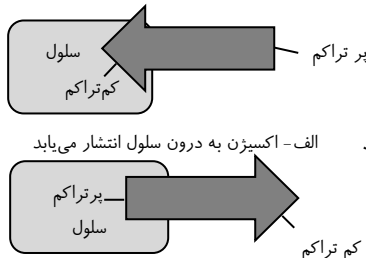 سلول
پر تراکم
کم‌تراکم
الف- اکسیژن به درون سلول انتشار می‌یابد
پرتراکم
سلول
کم تراکم